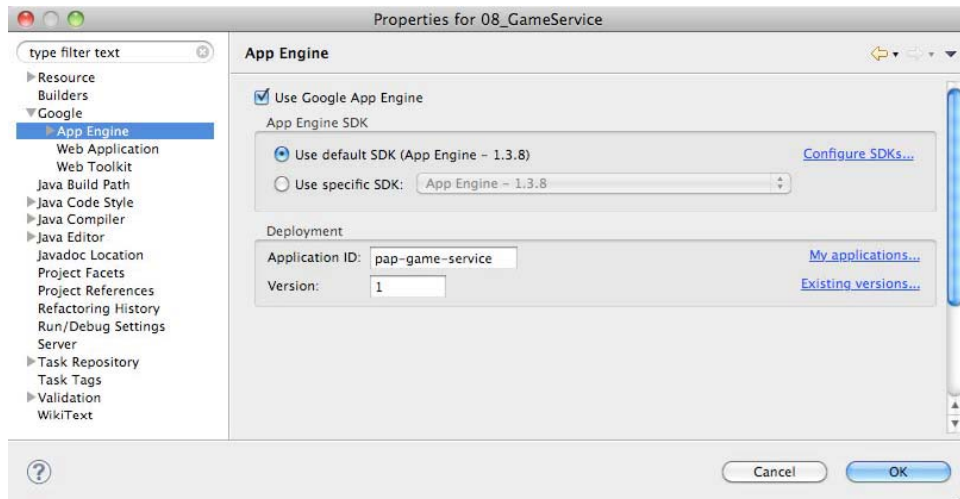 Properties for 08_GameService
type filter text
Resource
Builders
Google
App Engine
Web Application
Web Toolkit
Java Build Path
Java Code Style
Java Compiler
Java Editor
Javadoc Location
Project Facets
Project References
Refactoring History
Run/Debug Settings
Server
Task Repository
Task Tags
Validation
WikiText
App Engine
Use Google App Engine
App Engine SDK
Use default SDK (App Engine - 1.3.8) Configure SDKs...
Use specific SDK: App Engine - 1.3.8
Deployment
Application ID: pap-game-service My applications...
Version: 1 Existing versions...
? Cancel OK